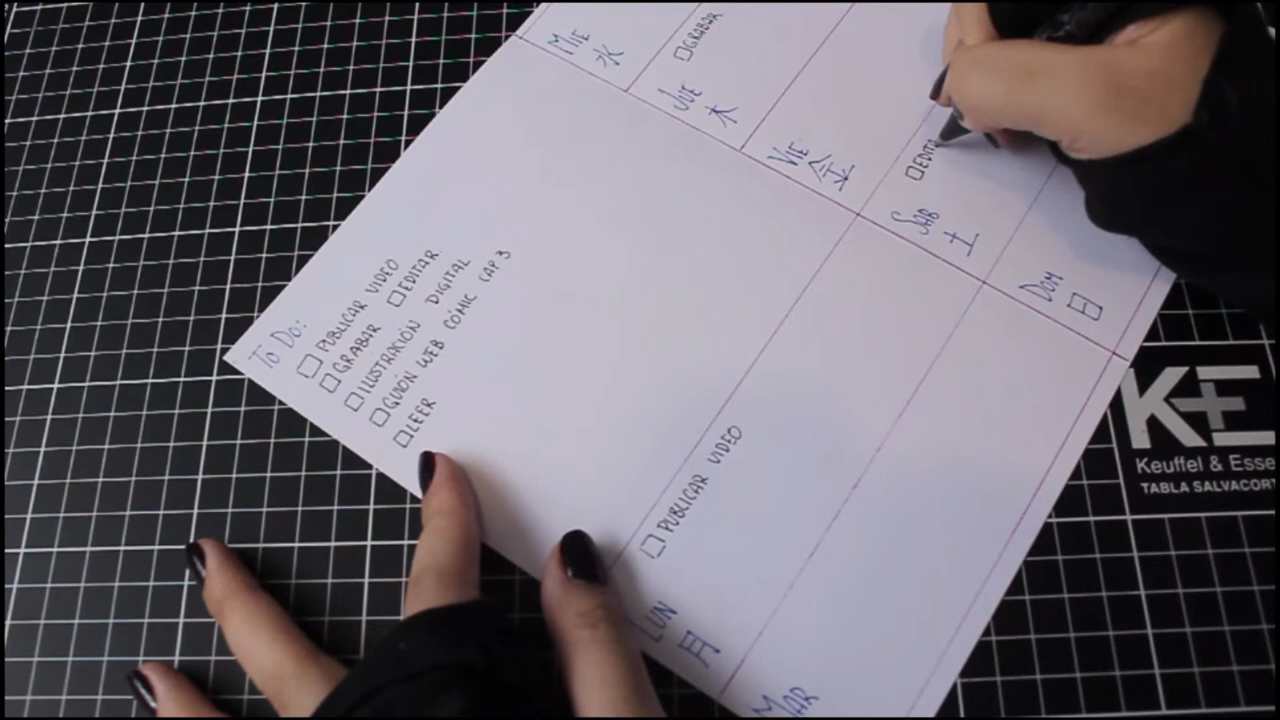 To Do:
□ PUBLICAR VIDEO
□ GRABAR □ EDITAR
□ ILUSTRACIÓN DIGITAL
□ GUIÓN WEB CÓMIC CAP 3
□ LEER
LUN
月
□ PUBLICAR VIDEO
MAR
MIE
水
JUE
木
□ GRABAR
VIE
金
SAB
土
□ EDITA
DOM
日
K+E
Keuffel & Esse
TABLA SALVACORT